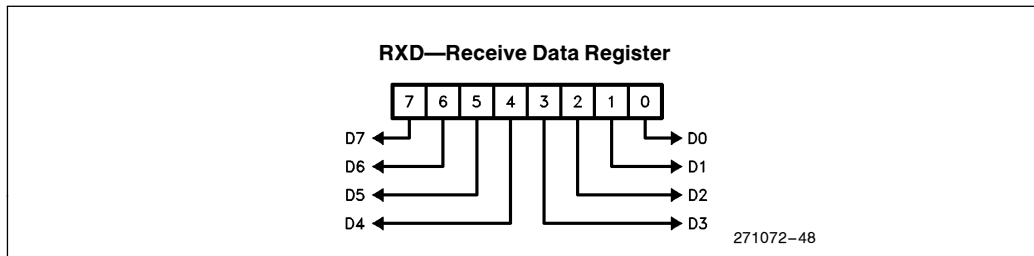 RXD—Receive Data Register
7 6 5 4 3 2 1 0
D7 D0
D6 D1
D5 D2
D4 D3
271072–48